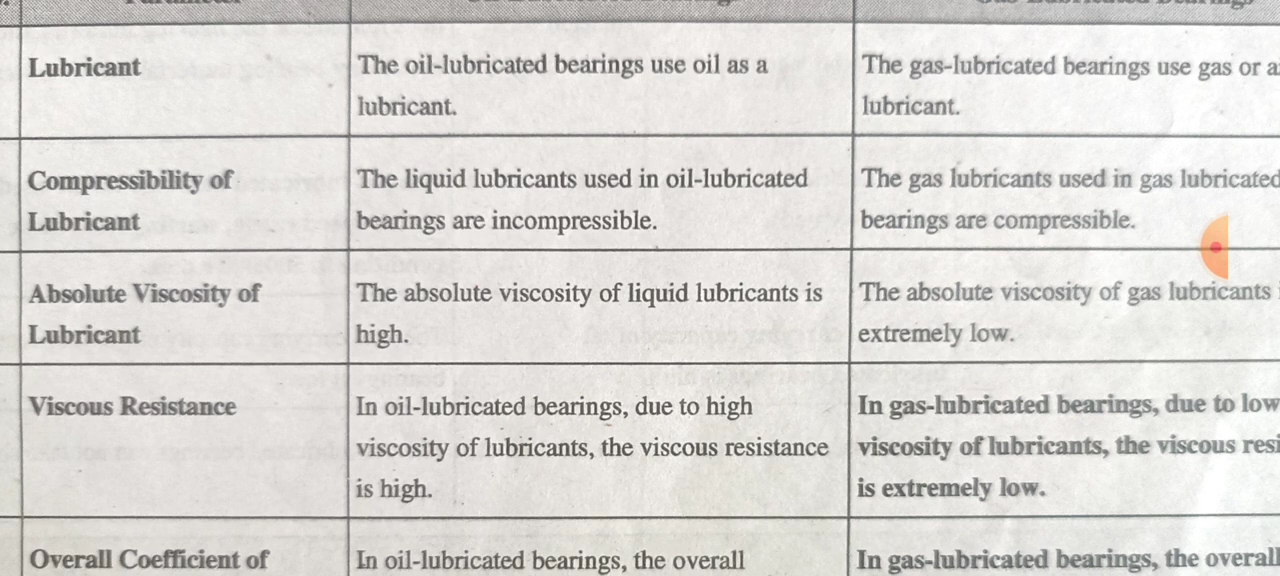 Parameter
Lubricant
The oil-lubricated bearings use oil as a
lubricant.
The gas-lubricated bearings use gas or
lubricant.
Compressibility of
Lubricant
The liquid lubricants used in oil-lubricated
bearings are incompressible.
The gas lubricants used in gas lubricated
bearings are compressible.
Absolute Viscosity of
Lubricant
The absolute viscosity of liquid lubricants is
high.
The absolute viscosity of gas lubricants
extremely low.
Viscous Resistance
In oil-lubricated bearings, due to high
viscosity of lubricants, the viscous resistance
is high.
In gas-lubricated bearings, due to low
viscosity of lubricants, the viscous
is extremely low.
Overall Coefficient of
In oil-lubricated bearings, the overall
In gas-lubricated bearings, the overall